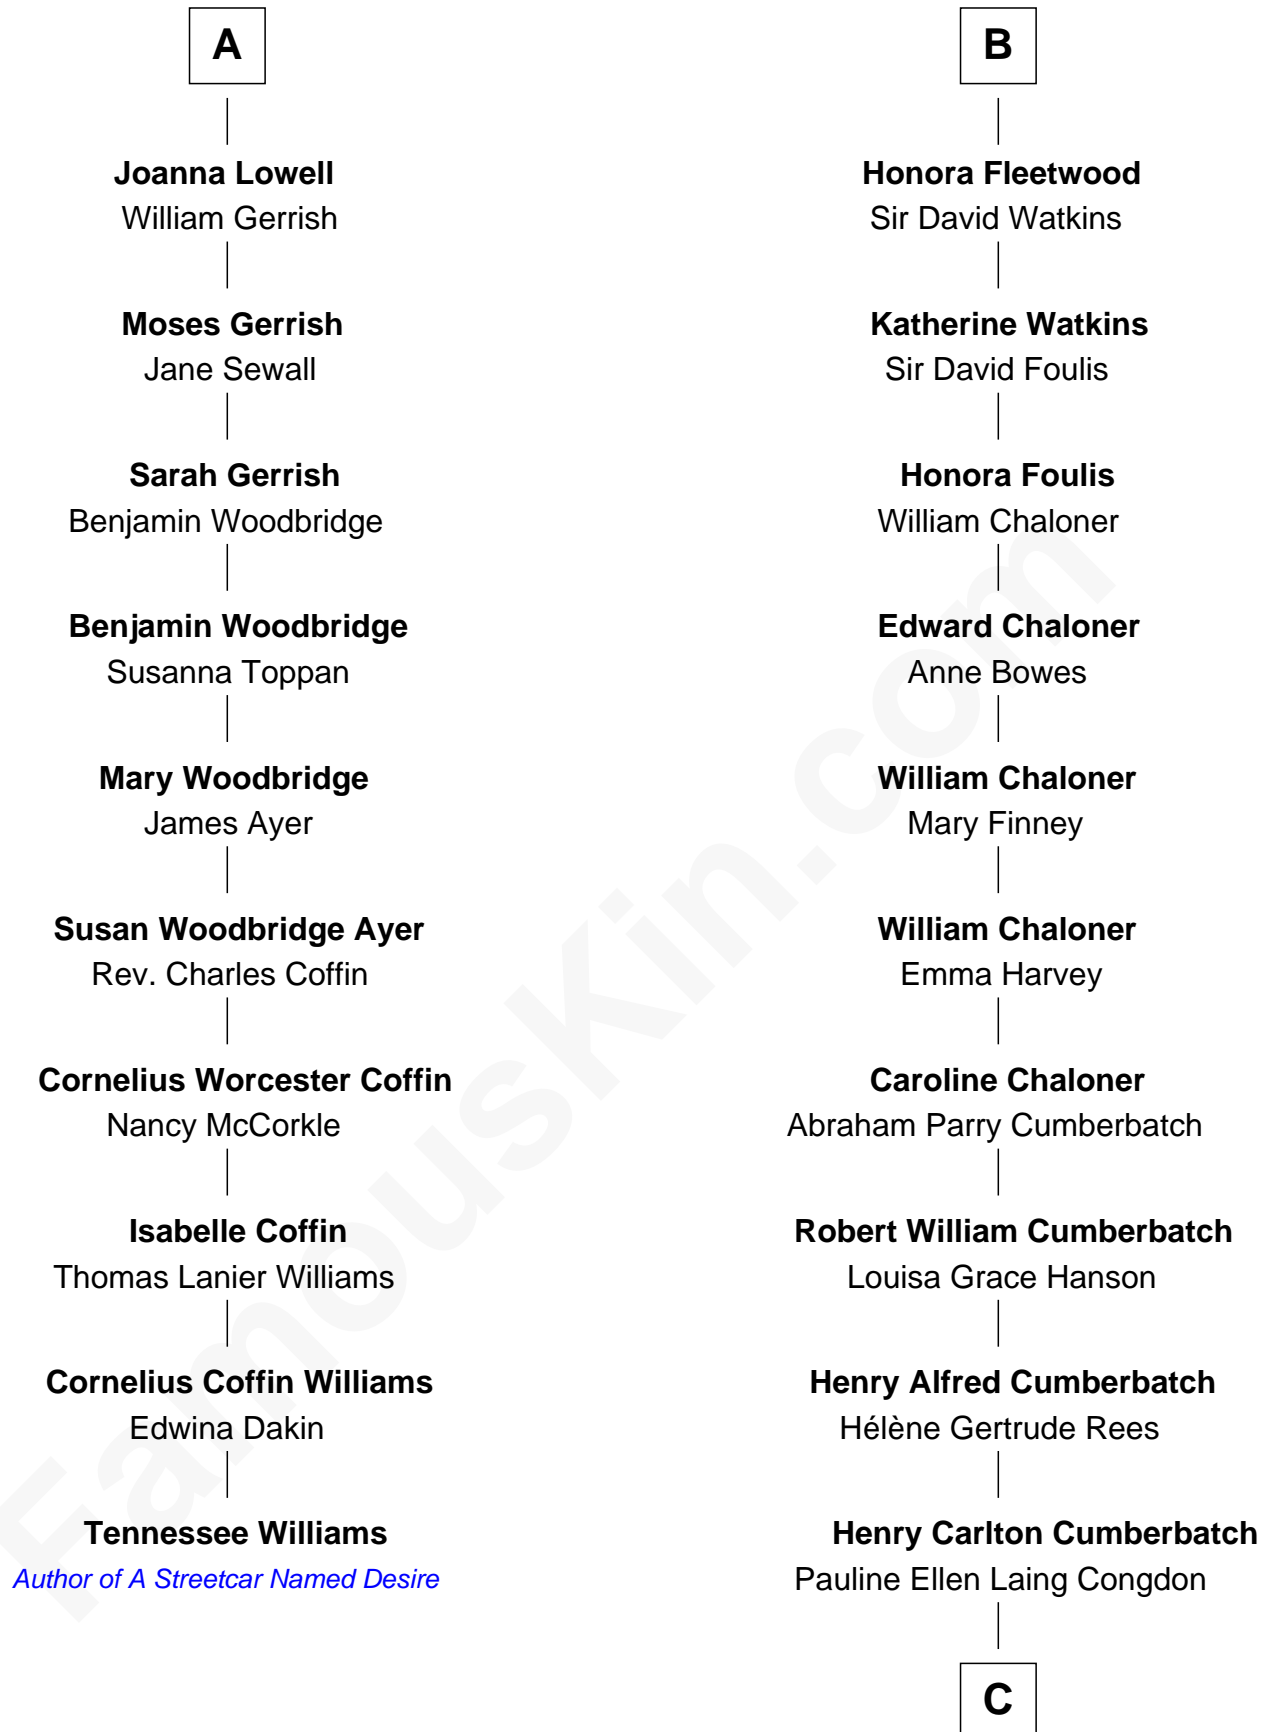 A
Joanna Lowell
William Gerrish
Moses Gerrish
Jane Sewall
Sarah Gerrish
Benjamin Woodbridge
Benjamin Woodbridge
Susanna Toppan
Mary Woodbridge
James Ayer
Susan Woodbridge Ayer
Rev. Charles Coffin
Cornelius Worcester Coffin
Nancy McCorkle
Isabelle Coffin
Thomas Lanier Williams
Cornelius Coffin Williams
Edwina Dakin
Tennessee Williams
Author of A Streetcar Named Desire
B
Honora Fleetwood
Sir David Watkins
Katherine Watkins
Sir David Foulis
Honora Foulis
William Chaloner
Edward Chaloner
Anne Bowes
William Chaloner
Mary Finney
William Chaloner
Emma Harvey
Caroline Chaloner
Abraham Parry Cumberbatch
Robert William Cumberbatch
Louisa Grace Hanson
Henry Alfred Cumberbatch
Hélène Gertrude Rees
Henry Carlton Cumberbatch
Pauline Ellen Laing Congdon
C
FamousKin.com